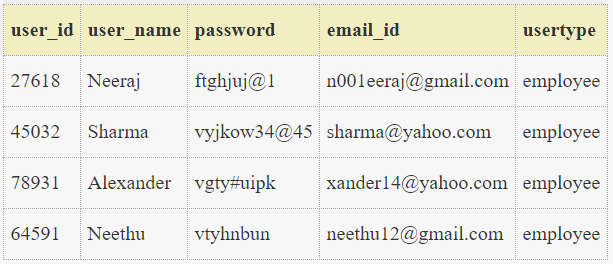 user_id user_name password email_id usertype
27618 Neeraj ftghjuj@1 n001eeraj@gmail.com employee
45032 Sharma vyjkow34@45 sharma@yahoo.com employee
78931 Alexander vgty#uipk xander14@yahoo.com employee
64591 Neethu vtyhnbun neethu12@gmail.com employee